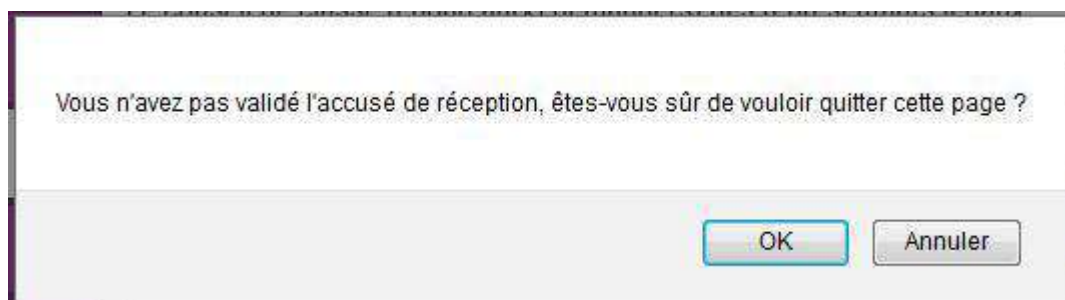 Vous n'avez pas validé l'accusé de réception, êtes-vous sûr de vouloir quitter cette page ?
OK
Annuler